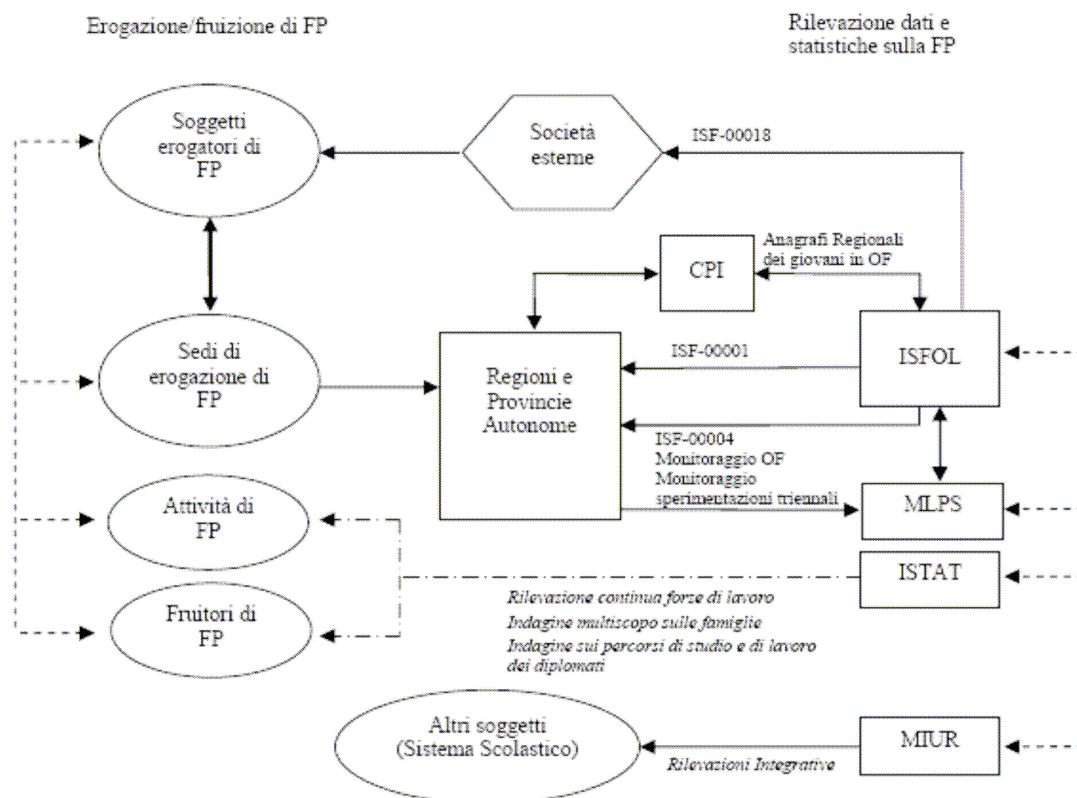 Erogazione/fruizione di FP
Rilevazione dati e
statistiche sulla FP
Soggetti
erogatori di
FP
Società
esterne
ISF-00018
CPI
Anagrafi Regionali
dei giovani in OF
Sedi di
erogazione di
FP
Regioni e
Provincie
Autonome
ISF-00001
ISFOL
ISF-00004
Monitoraggio OF
Monitoraggio
sperimentazioni triennali
MLPS
Attività di
FP
ISTAT
Fruitori di
FP
Rilevazione continua forze di lavoro
Indagine multiscopo sulle famiglie
Indagine sui percorsi di studio e di lavoro
dei diplomati
Altri soggetti
(Sistema Scolastico)
MIUR
Rilevazioni Integrative